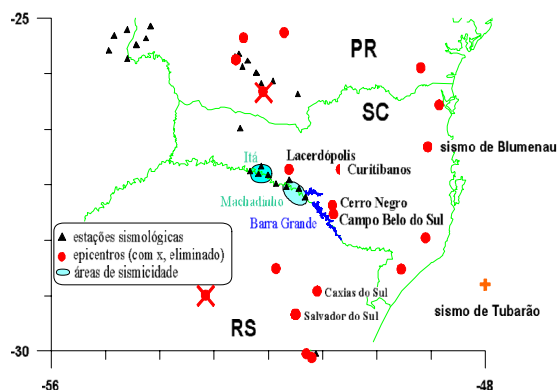 -25
PR
SC
sismo de Blumenau
Lacerdópolis
Itá
Curitibanos
Machadinho
Cerro Negro
Campo Belo do Sul
Barra Grande
estações sismológicas
epicentros (com x, eliminado)
áreas de sismicidade
Caxias do Sul
sismo de Tubarão
Salvador do Sul
RS
-30
-56
-48